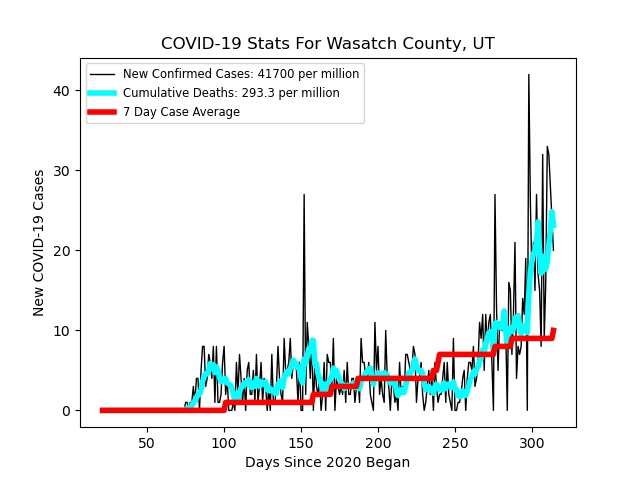 COVID-19 Stats For Wasatch County, UT
New Confirmed Cases: 41700 per million
Cumulative Deaths: 293.3 per million
7 Day Case Average
New COVID-19 Cases
40
30
20
10
0
50 100 150 200 250 300
Days Since 2020 Began